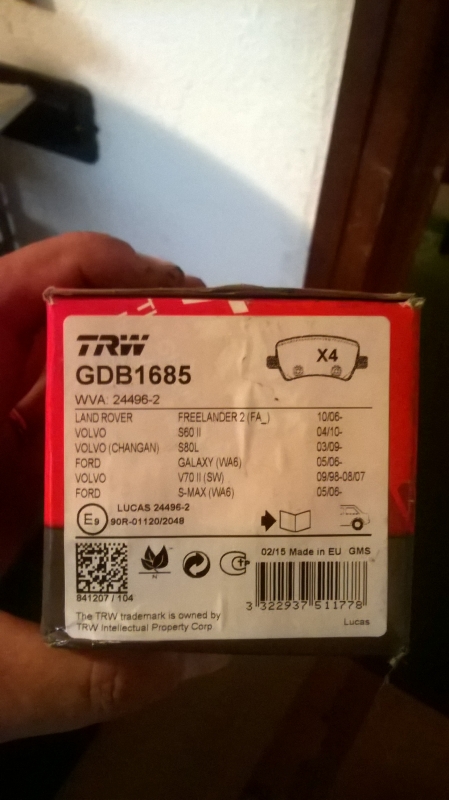 TRW
X4
GDB1685
WVA: 24496-2
LAND ROVER FREELANDER 2 (FA_) 10/06-
VOLVO S60 II 04/10-
VOLVO (CHANGAN) S80L 03/09-
FORD GALAXY (WA6) 05/06-
VOLVO V70 II (SW) 09/98-08/07
FORD S-MAX (WA6) 05/06-
E9
LUCAS 24496-2
90R-01120/2048
02/15 Made in EU GMS
841207 / 104
3 322937 511778
The TRW trademark is owned by
TRW Intellectual Property Corp.
Lucas